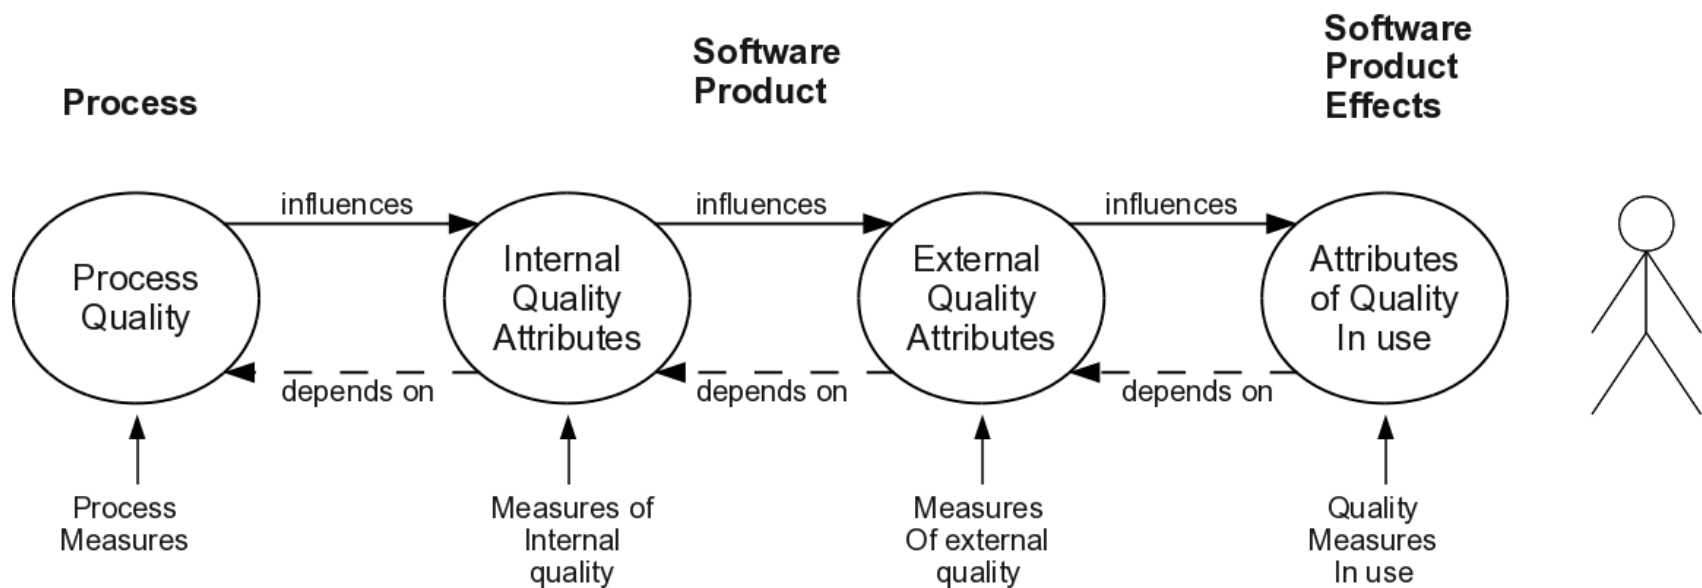 Process
Software
Product
Software
Product
Effects
influences
influences
influences
Process
Quality
Internal
Quality
Attributes
External
Quality
Attributes
Attributes
of Quality
In use
depends on
depends on
depends on
Process
Measures
Measures of
Internal
quality
Measures
Of external
quality
Quality
Measures
In use